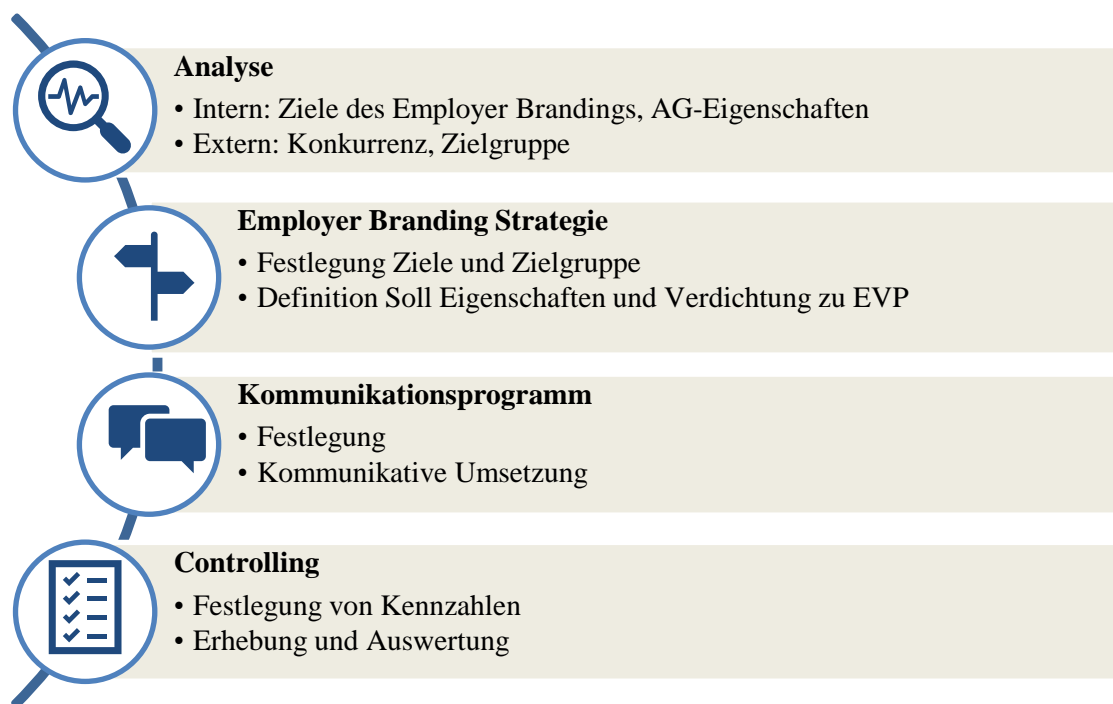 Analyse
• Intern: Ziele des Employer Brandings, AG-Eigenschaften
• Extern: Konkurrenz, Zielgruppe
Employer Branding Strategie
• Festlegung Ziele und Zielgruppe
• Definition Soll Eigenschaften und Verdichtung zu EVP
Kommunikationsprogramm
• Festlegung
• Kommunikative Umsetzung
Controlling
• Festlegung von Kennzahlen
• Erhebung und Auswertung